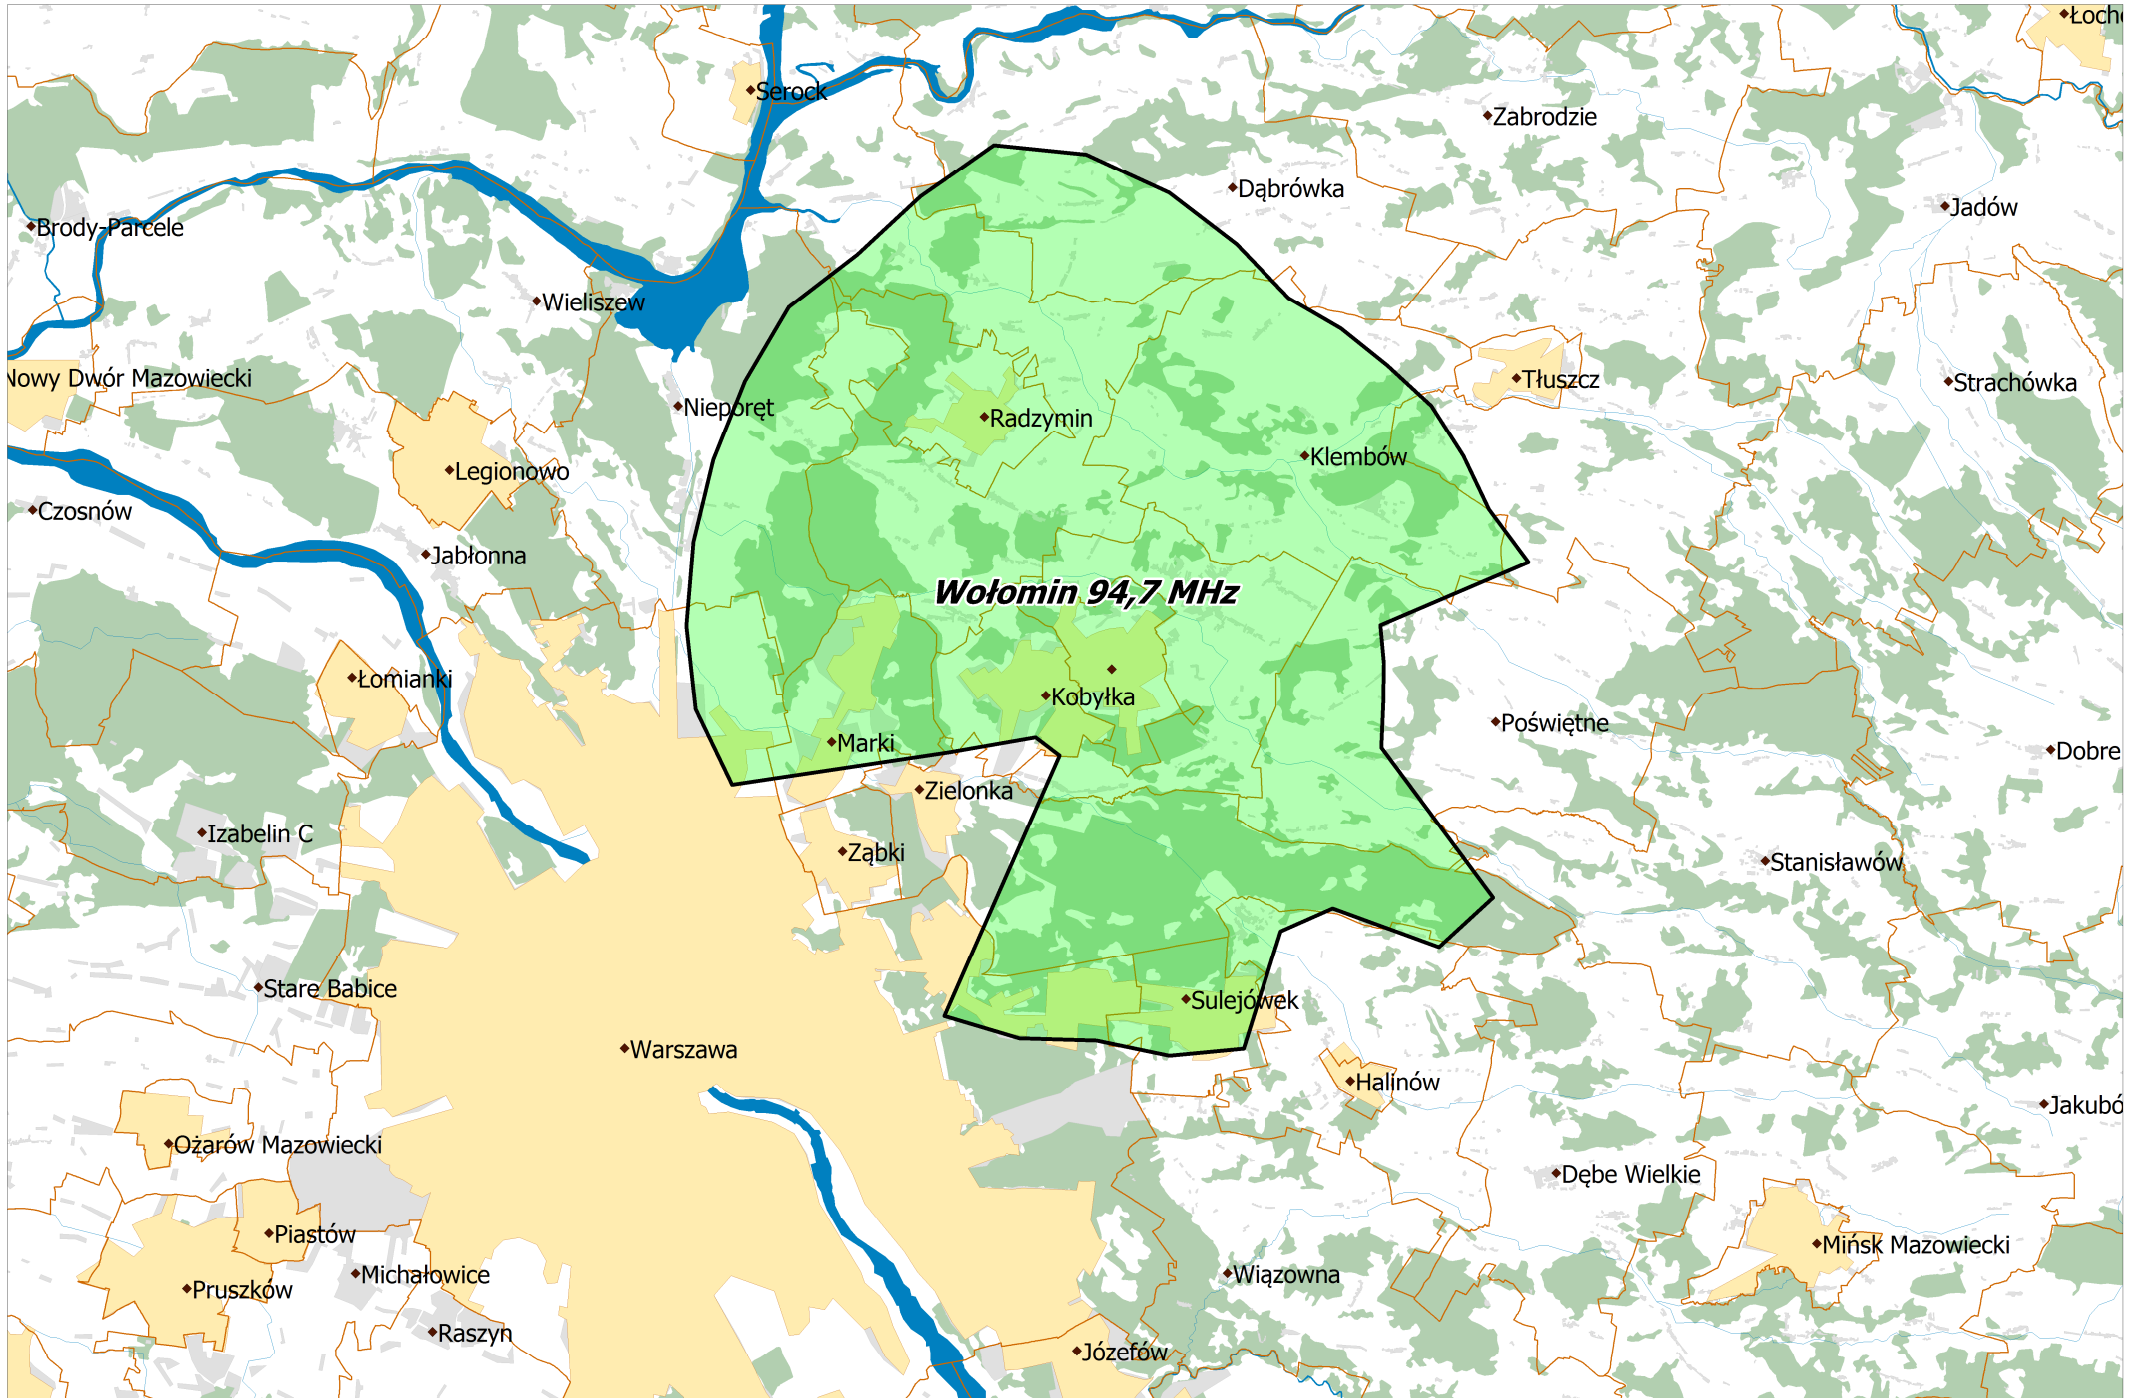 Łoch
Serock
Zabrodzie
Dąbrówka
Jadów
Brody-Parcele
Wieliszew
Nowy Dwór Mazowiecki
Tłuszcz
Strachówka
Nieporęt
Radzymin
Klembów
Legionowo
Czosnów
Jabłonna
Wołomin 94,7 MHz
Łomianki
Kobyłka
Poświętne
Marki
Dobre
Zielonka
Izabelin C
Ząbki
Stanisławów
Stare Babice
Sulejówek
Warszawa
Halinów
Jakubó
Ożarów Mazowiecki
Dębe Wielkie
Piastów
Mińsk Mazowiecki
Michałowice
Wiązowna
Pruszków
Raszyn
Józefów